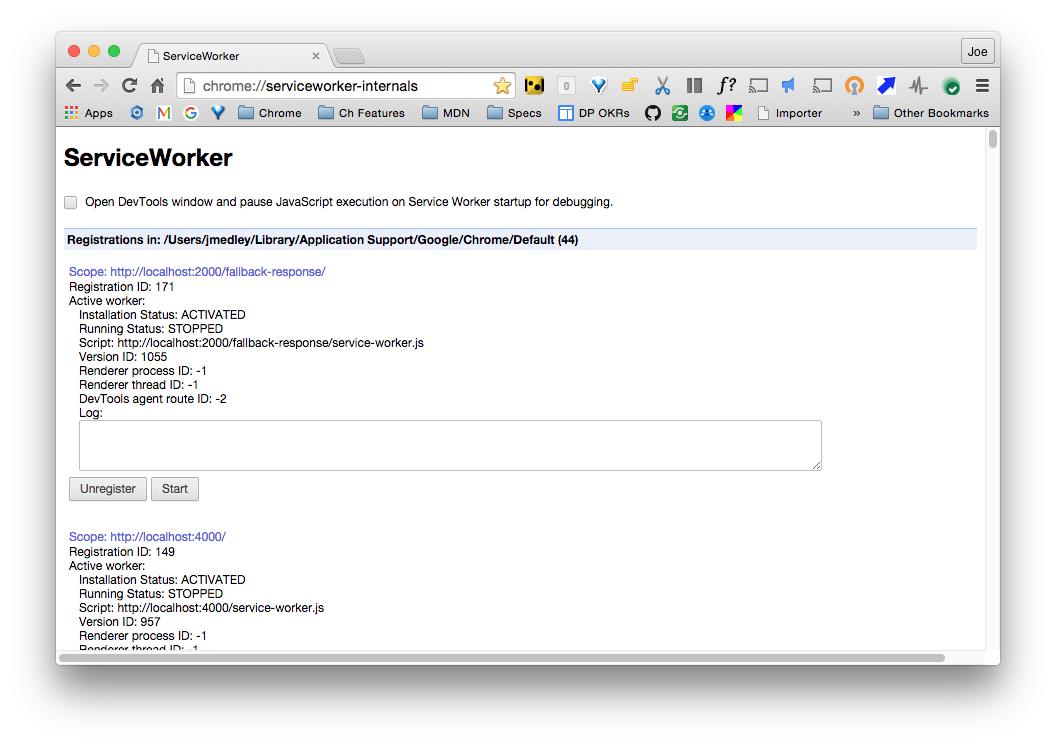 ServiceWorker
Joe
chrome://serviceworker-internals
0
f?
Apps
M
G
Chrome
Ch Features
MDN
Specs
DP OKRs
Importer
»
Other Bookmarks
ServiceWorker
Open DevTools window and pause JavaScript execution on Service Worker startup for debugging.
Registrations in: /Users/jmedley/Library/Application Support/Google/Chrome/Default (44)
Scope: http://localhost:2000/fallback-response/
Registration ID: 171
Active worker:
Installation Status: ACTIVATED
Running Status: STOPPED
Script: http://localhost:2000/fallback-response/service-worker.js
Version ID: 1055
Renderer process ID: -1
Renderer thread ID: -1
DevTools agent route ID: -2
Log:
Unregister
Start
Scope: http://localhost:4000/
Registration ID: 149
Active worker:
Installation Status: ACTIVATED
Running Status: STOPPED
Script: http://localhost:4000/service-worker.js
Version ID: 957
Renderer process ID: -1
Renderer thread ID: -1